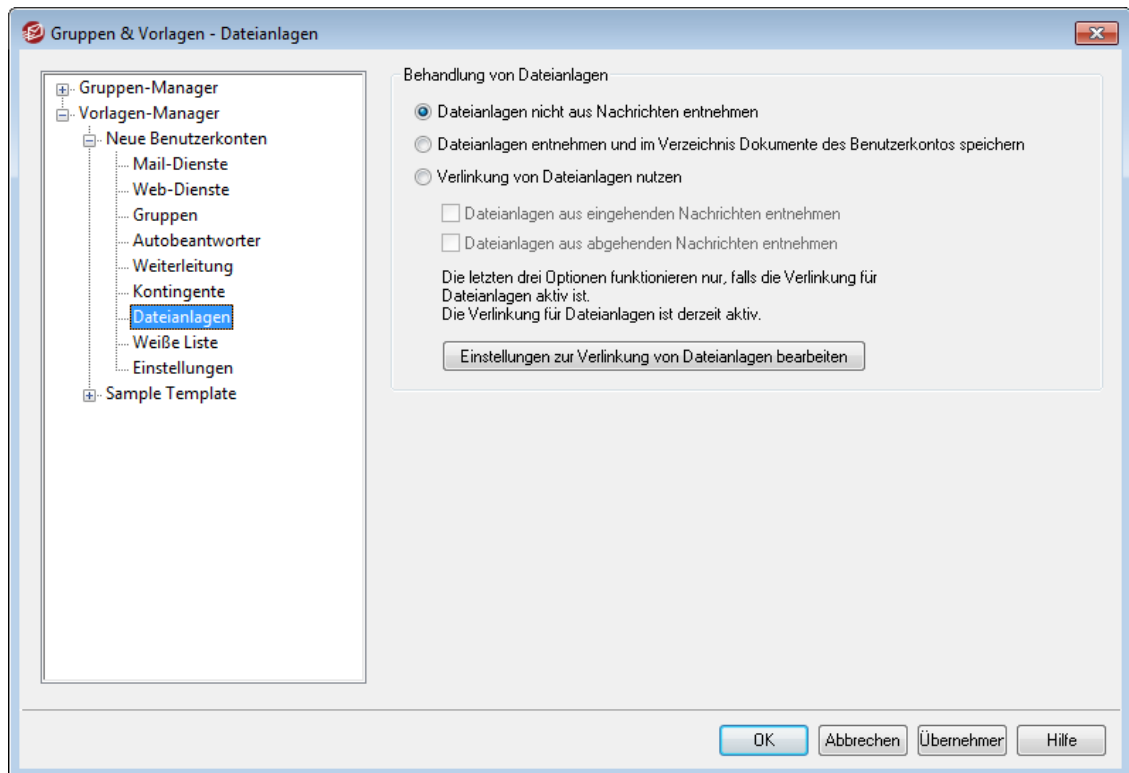 Gruppen & Vorlagen - Dateianlagen
Gruppen-Manager
Vorlagen-Manager
Neue Benutzerkonten
Mail-Dienste
Web-Dienste
Gruppen
Autobeantworter
Weiterleitung
Kontingente
Dateianlagen
Weiße Liste
Einstellungen
Sample Template
Behandlung von Dateianlagen
Dateianlagen nicht aus Nachrichten entnehmen
Dateianlagen entnehmen und im Verzeichnis Dokumente des Benutzerkontos speichern
Verlinkung von Dateianlagen nutzen
Dateianlagen aus eingehenden Nachrichten entnehmen
Dateianlagen aus abgehenden Nachrichten entnehmen
Die letzten drei Optionen funktionieren nur, falls die Verlinkung für
Dateianlagen aktiv ist.
Die Verlinkung für Dateianlagen ist derzeit aktiv.
Einstellungen zur Verlinkung von Dateianlagen bearbeiten
OK
Abbrechen
Übernehmer
Hilfe